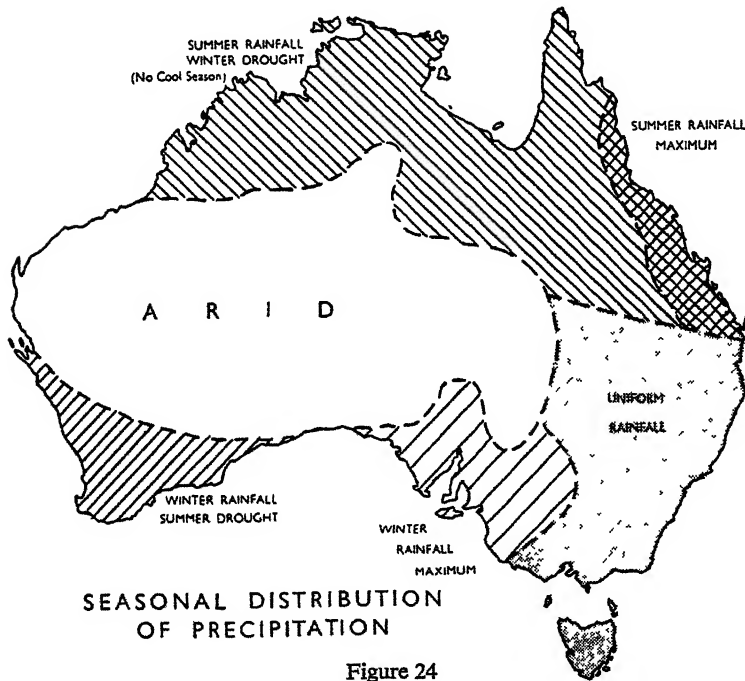 SUMMER RAINFALL
WINTER DROUGHT
(No Cool Season)
SUMMER RAINFALL
MAXIMUM
A R I D
UNIFORM
RAINFALL
WINTER RAINFALL
SUMMER DROUGHT
WINTER
RAINFALL
MAXIMUM
SEASONAL DISTRIBUTION
OF PRECIPITATION
Figure 24